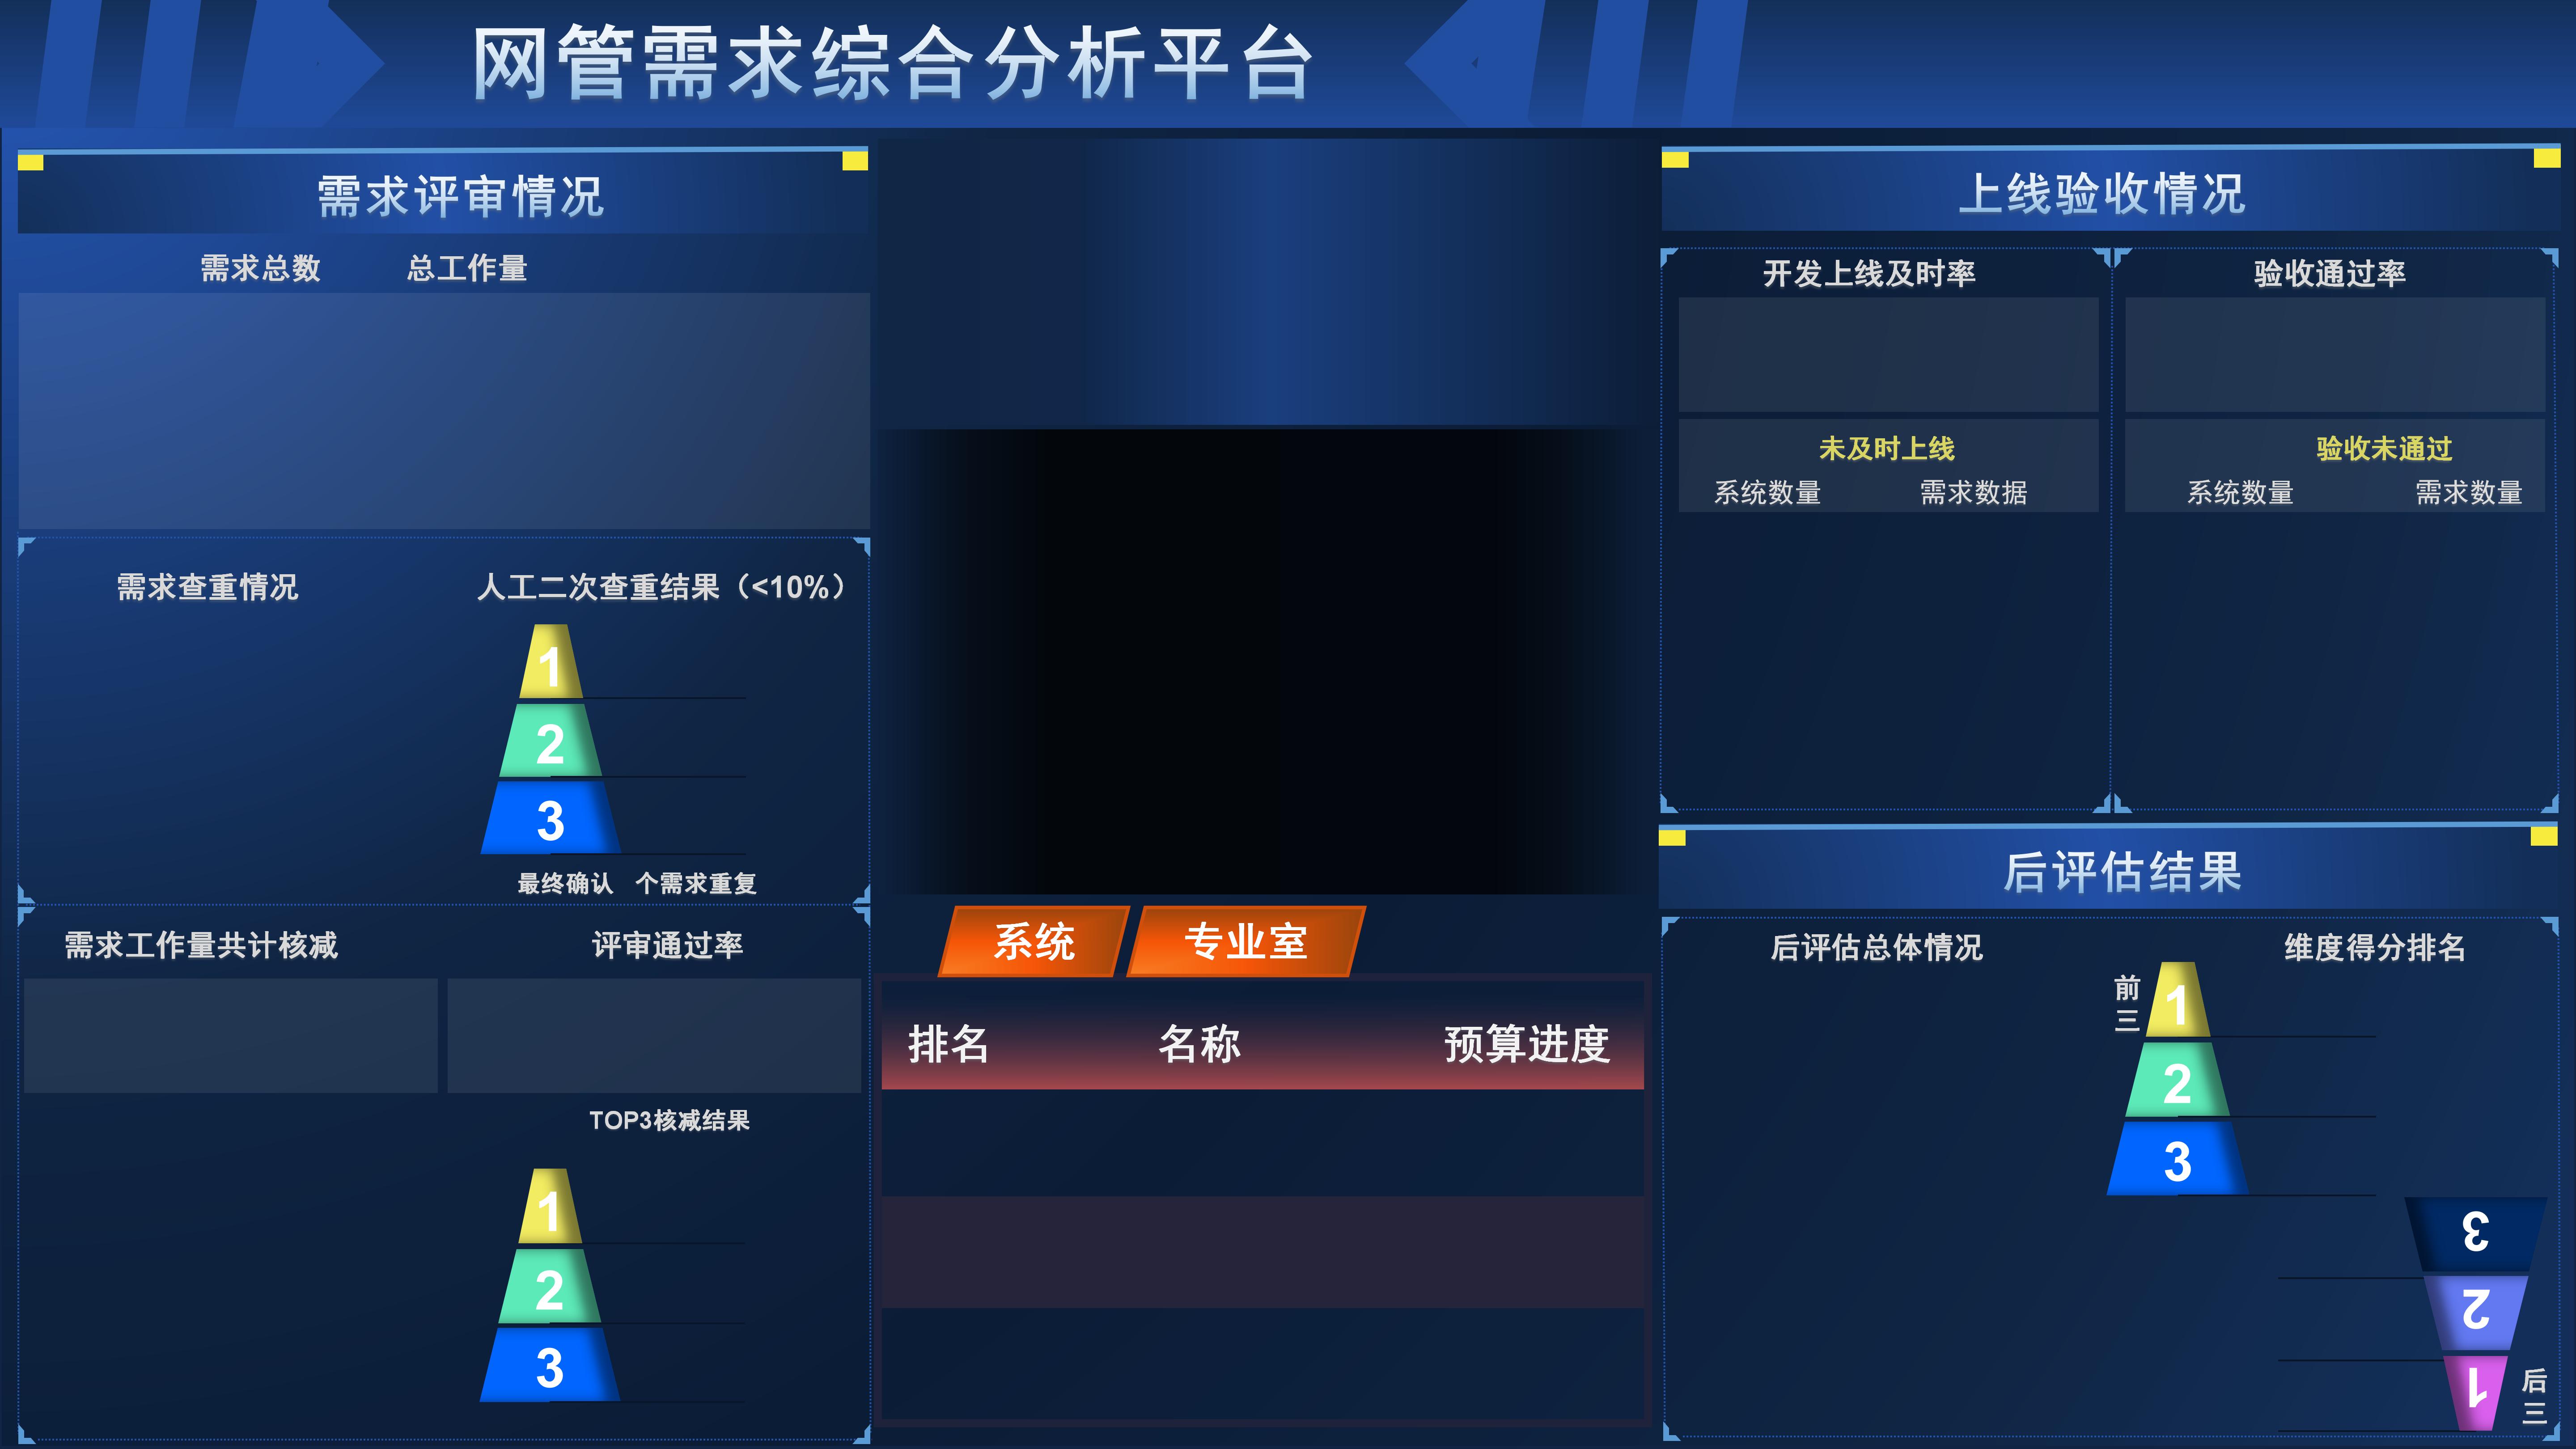 网管需求综合分析平台
需求评审情况
需求总数 总工作量
需求查重情况 人工二次查重结果（<10%）
1
2
3
最终确认 个需求重复
需求工作量共计核减 评审通过率
TOP3核减结果
1
2
3
系统 专业室
排名 名称 预算进度
上线验收情况
开发上线及时率 验收通过率
未及时上线 验收未通过
系统数量 需求数据 系统数量 需求数量
后评估结果
后评估总体情况 维度得分排名
前三
1
2
3
3
2
1
后三